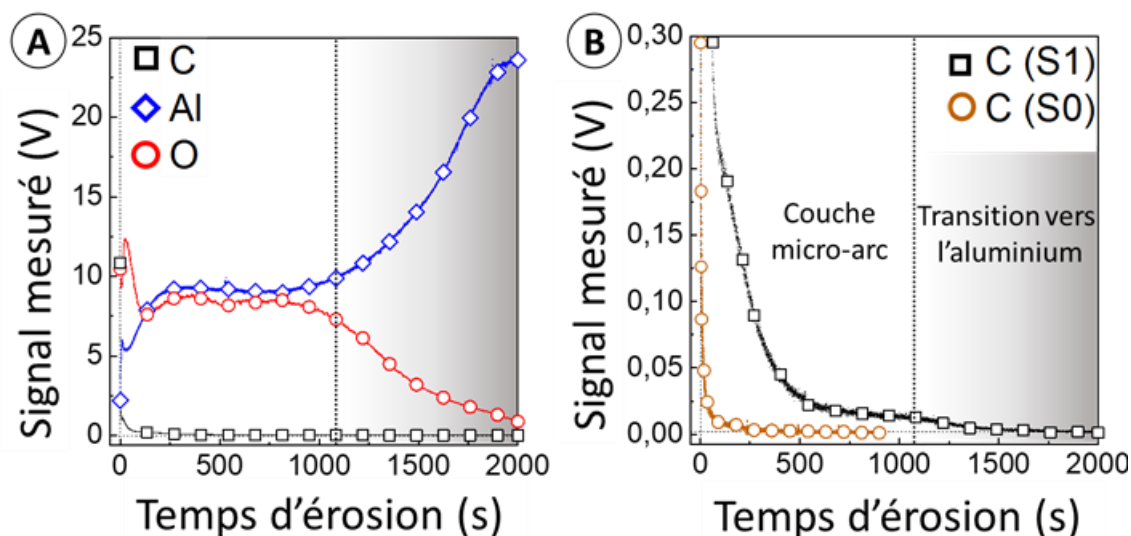 A
Signal mesuré (V)
25
20
15
10
5
0
C
Al
O
0
500
1000
1500
2000
Temps d'érosion (s)
B
Signal mesuré (V)
0,30
0,25
0,20
0,15
0,10
0,05
0,00
C (S1)
C (S0)
Couche
micro-arc
Transition vers
l'aluminium
0
500
1000
1500
2000
Temps d'érosion (s)